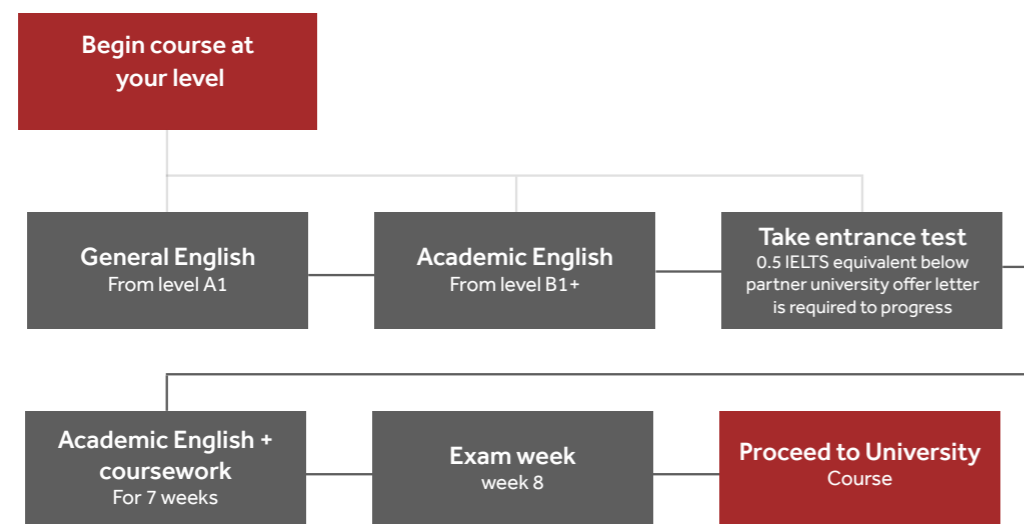 Begin course at
your level
General English
From level A1
Academic English
From level B1+
Take entrance test
0.5 IELTS equivalent below
partner university offer letter
is required to progress
Academic English +
coursework
For 7 weeks
Exam week
week 8
Proceed to University
Course